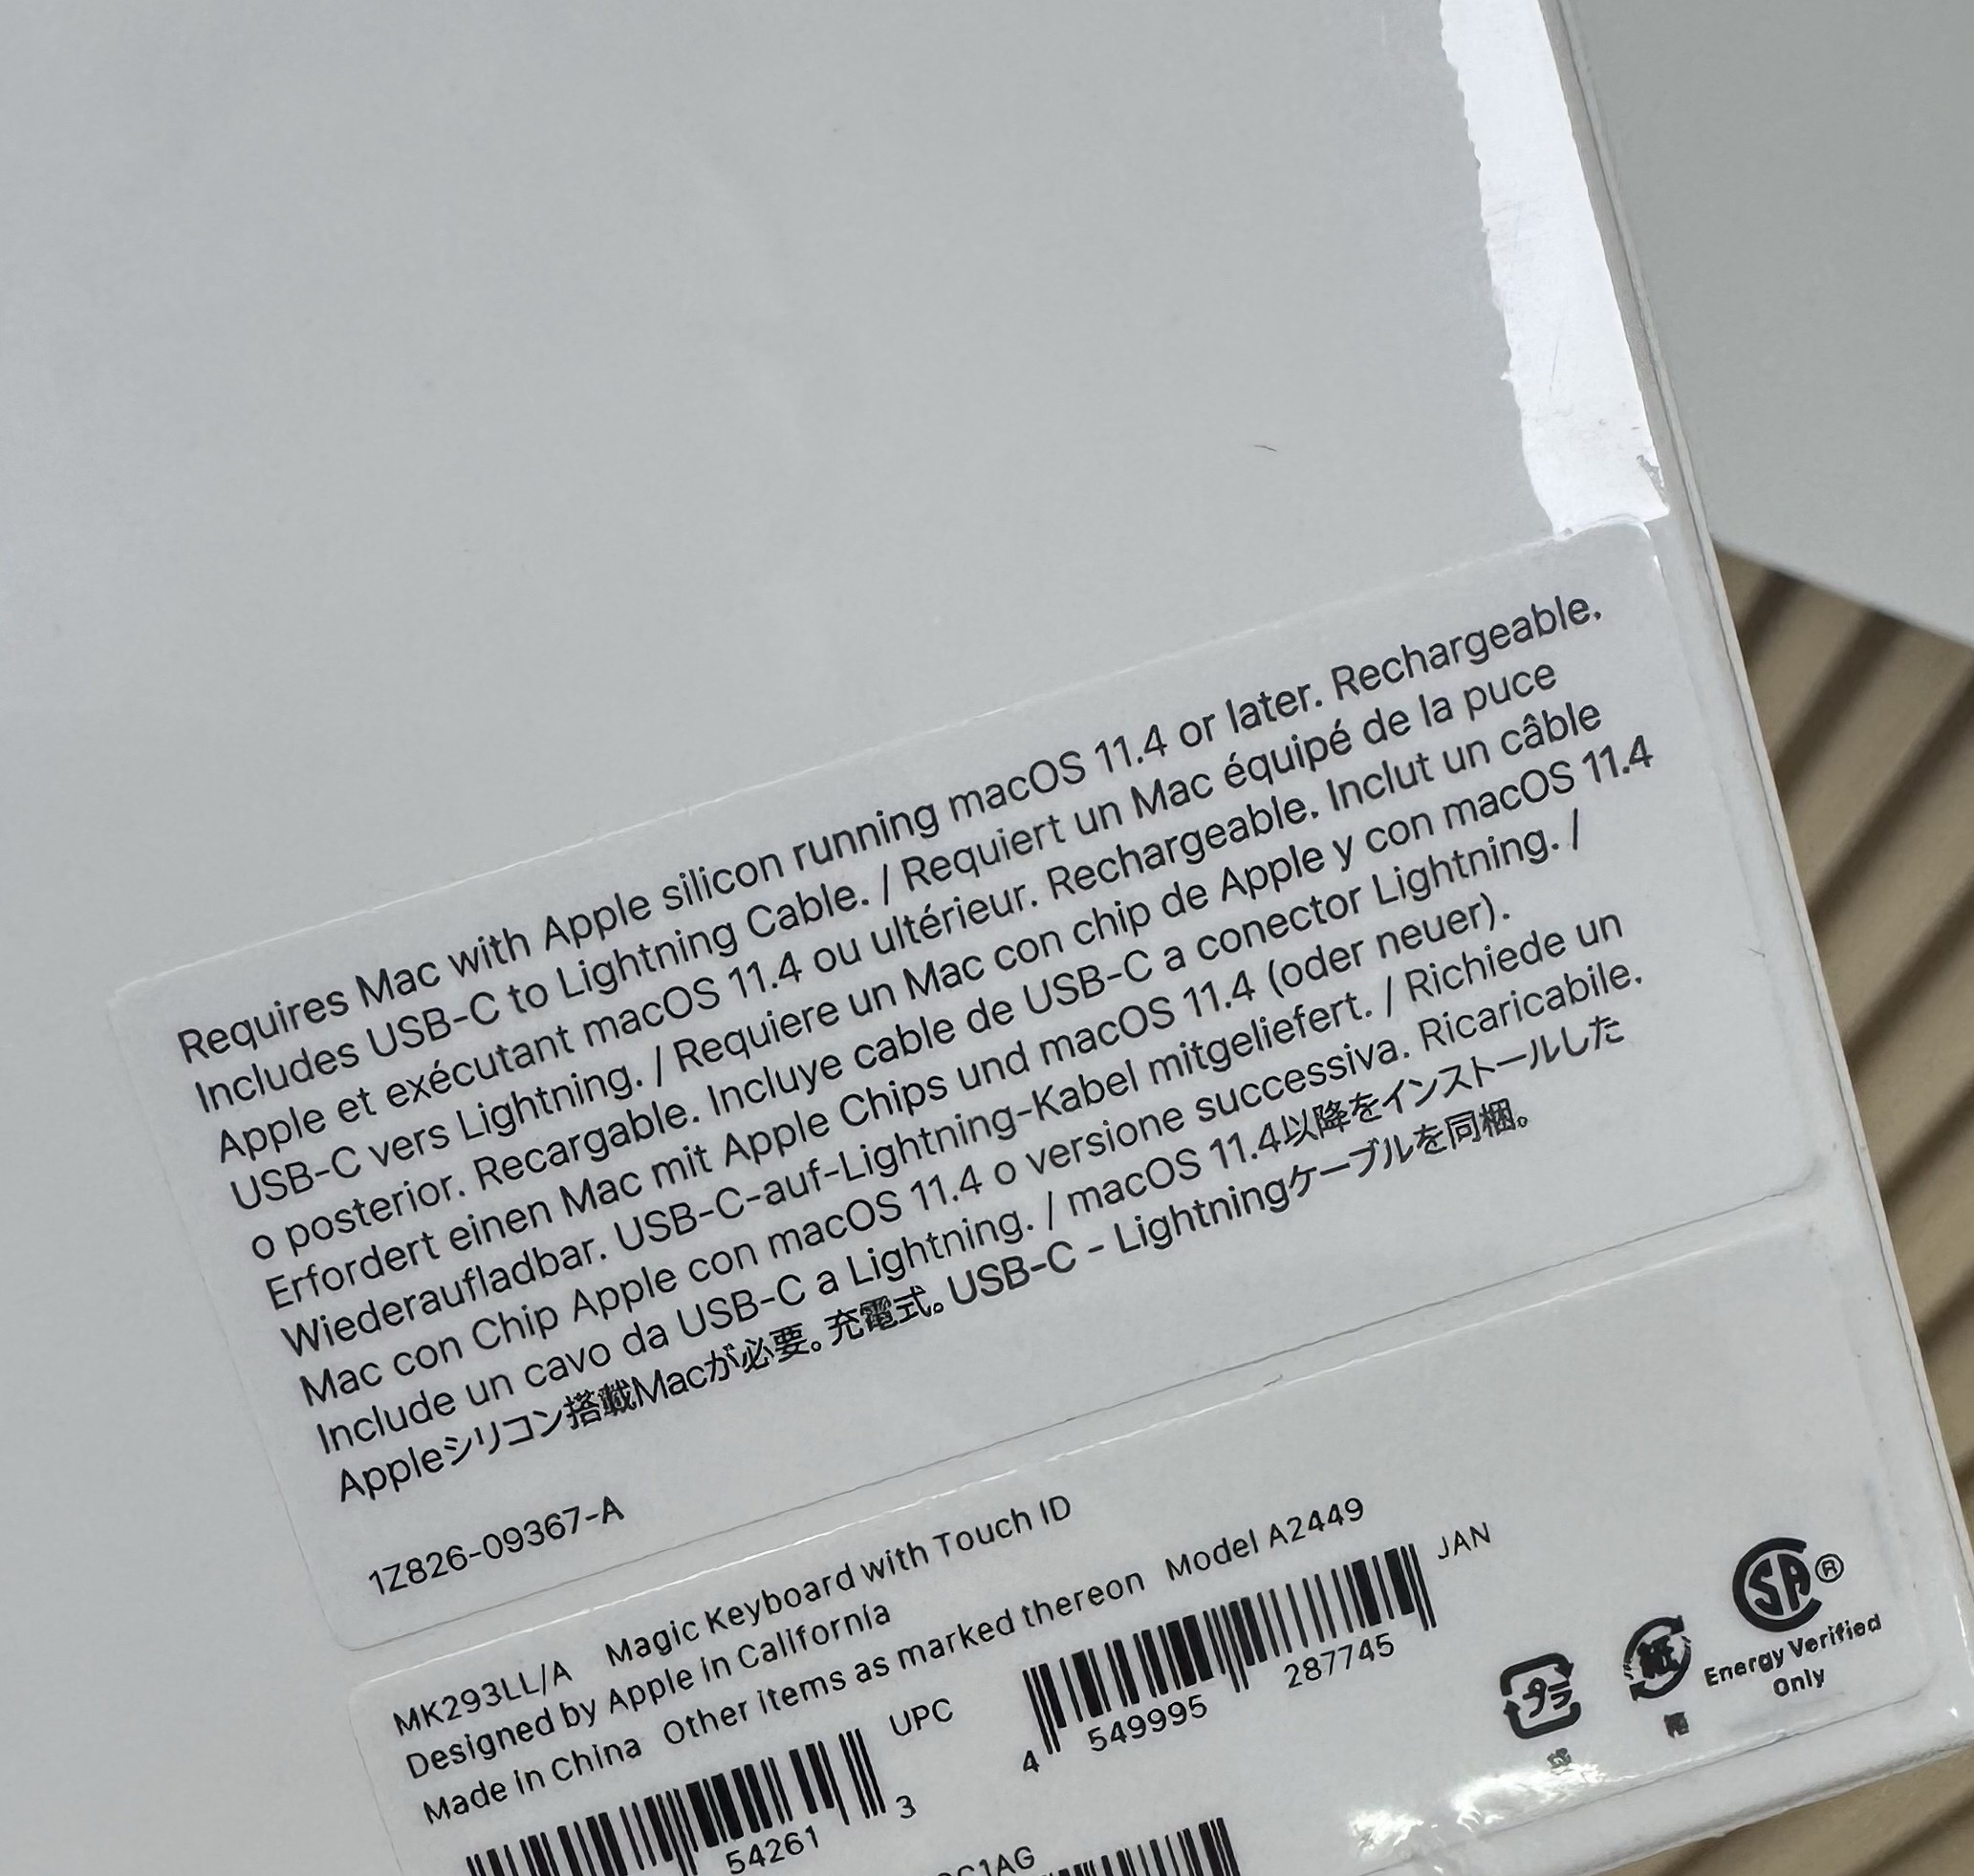 Requires Mac with Apple silicon running macOS 11.4 or later. Rechargeable.
Includes USB-C to Lightning Cable. / Requiert un Mac équipé de la puce
Apple et exécutant macOS 11.4 ou ultérieur. Rechargeable. Inclut un câble
USB-C vers Lightning. / Requiere un Mac con chip de Apple y con macOS 11.4
o posterior. Recargable. Incluye cable de USB-C a conector Lightning. /
Erfordert einen Mac mit Apple Chips und macOS 11.4 (oder neuer).
Wiederaufladbar. USB-C-auf-Lightning-Kabel mitgeliefert. / Richiede un
Mac con Chip Apple con macOS 11.4 o versione successiva. Ricaricabile.
Include un cavo da USB-C a Lightning. / macOS 11.4以降をインストールした
Appleシリコン搭載Macが必要。充電式。USB-C - Lightningケーブルを同梱。
1Z826-09367-A
MK293LL/A Magic Keyboard with Touch ID
Designed by Apple in California
Made in China Other items as marked thereon Model A2449
UPC
54261 3
JAN
4 549995 287745
プラ
紙
SA ®
Energy Verified
Only